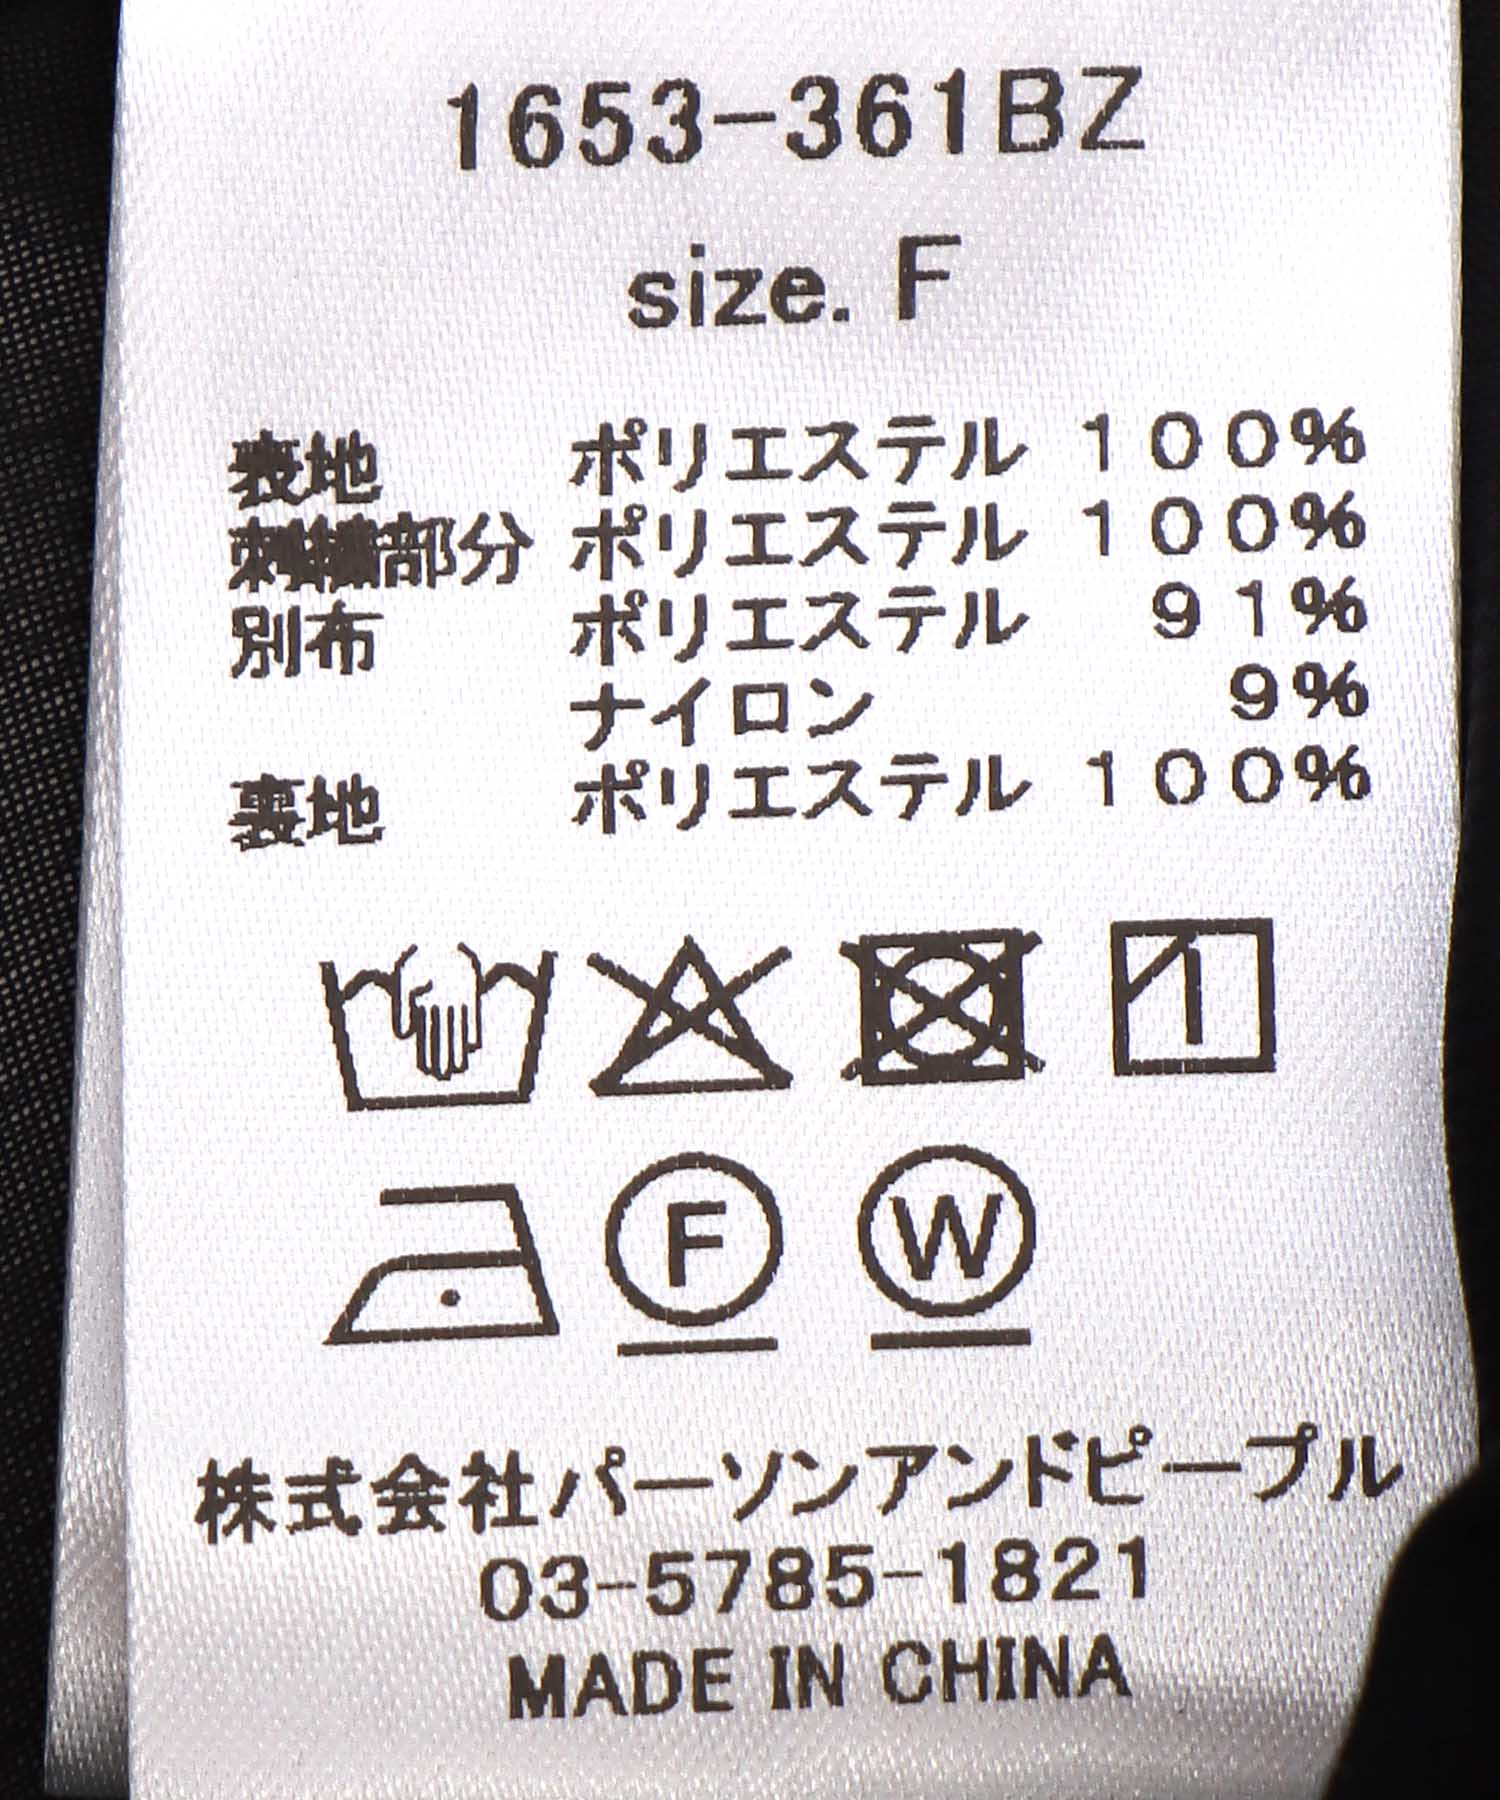 1653-361BZ
size. F
表地 ポリエステル 100%
刺繍部分 ポリエステル 100%
別布 ポリエステル 91%
ナイロン 9%
裏地 ポリエステル 100%
F W
株式会社パーソンアンドピープル
03-5785-1821
MADE IN CHINA